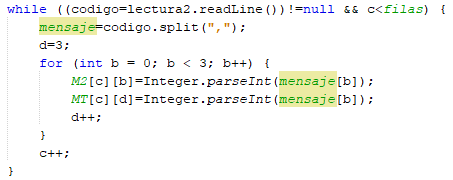 while ((codigo=lectura2.readLine())!=null && c<filas) {
mensaje=codigo.split(",");
d=3;
for (int b = 0; b < 3; b++) {
M2[c][b]=Integer.parseInt(mensaje[b]);
MT[c][d]=Integer.parseInt(mensaje[b]);
d++;
}
c++;
}